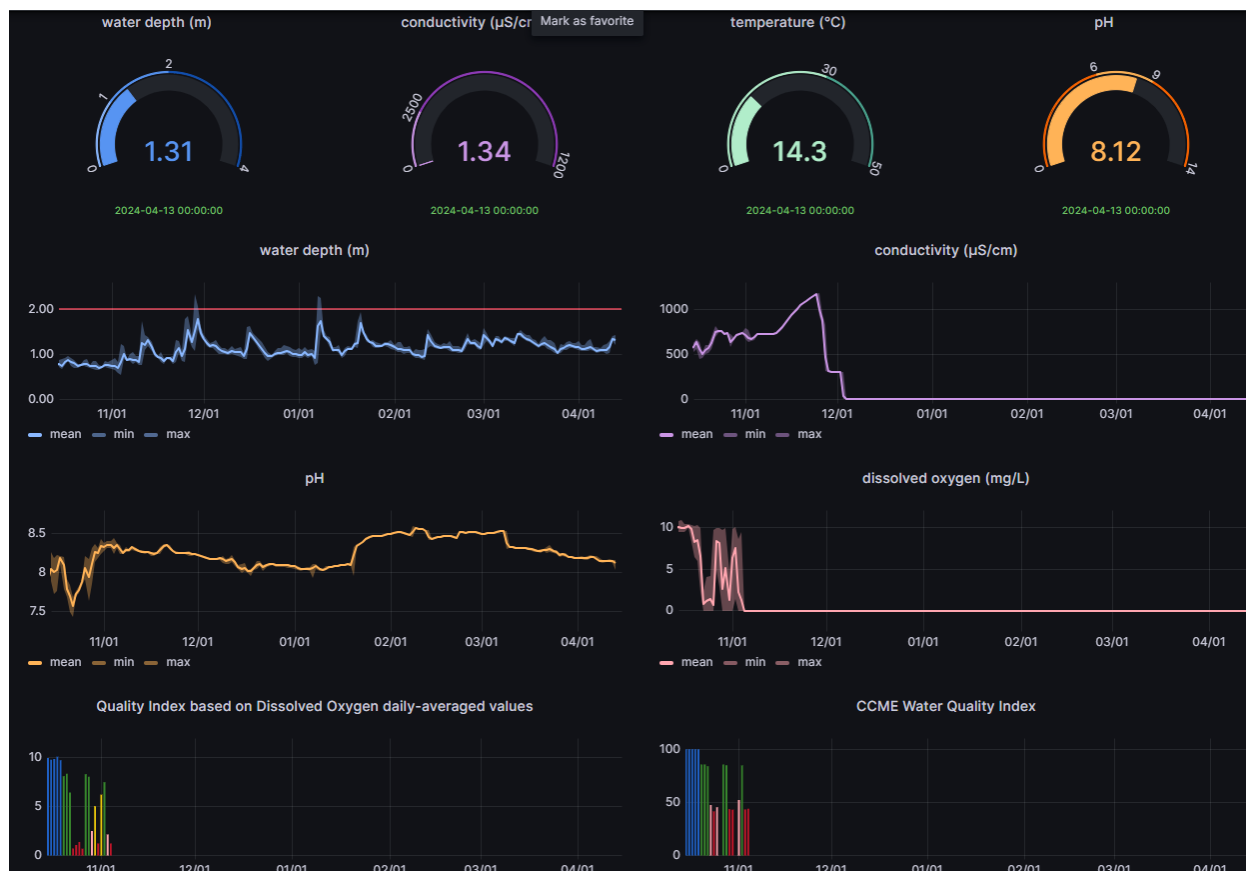 water depth (m) conductivity (µS/cm Mark as favorite temperature (°C) pH
2 30 6 9
1 2500
1.31 1.34 14.3 8.12
0 4 0 1200 0 50 0 14
2024-04-13 00:00:00 2024-04-13 00:00:00 2024-04-13 00:00:00 2024-04-13 00:00:00
water depth (m) conductivity (µS/cm)
2.00 1000
1.00 500
0.00 0
11/01 12/01 01/01 02/01 03/01 04/01 11/01 12/01 01/01 02/01 03/01 04/01
mean min max mean min max
pH dissolved oxygen (mg/L)
8.5 10
8 5
7.5 0
11/01 12/01 01/01 02/01 03/01 04/01 11/01 12/01 01/01 02/01 03/01 04/01
mean min max mean min max
Quality Index based on Dissolved Oxygen daily-averaged values CCME Water Quality Index
10 100
5 50
0 0
11/01 12/01 01/01 02/01 03/01 04/01 11/01 12/01 01/01 02/01 03/01 04/01